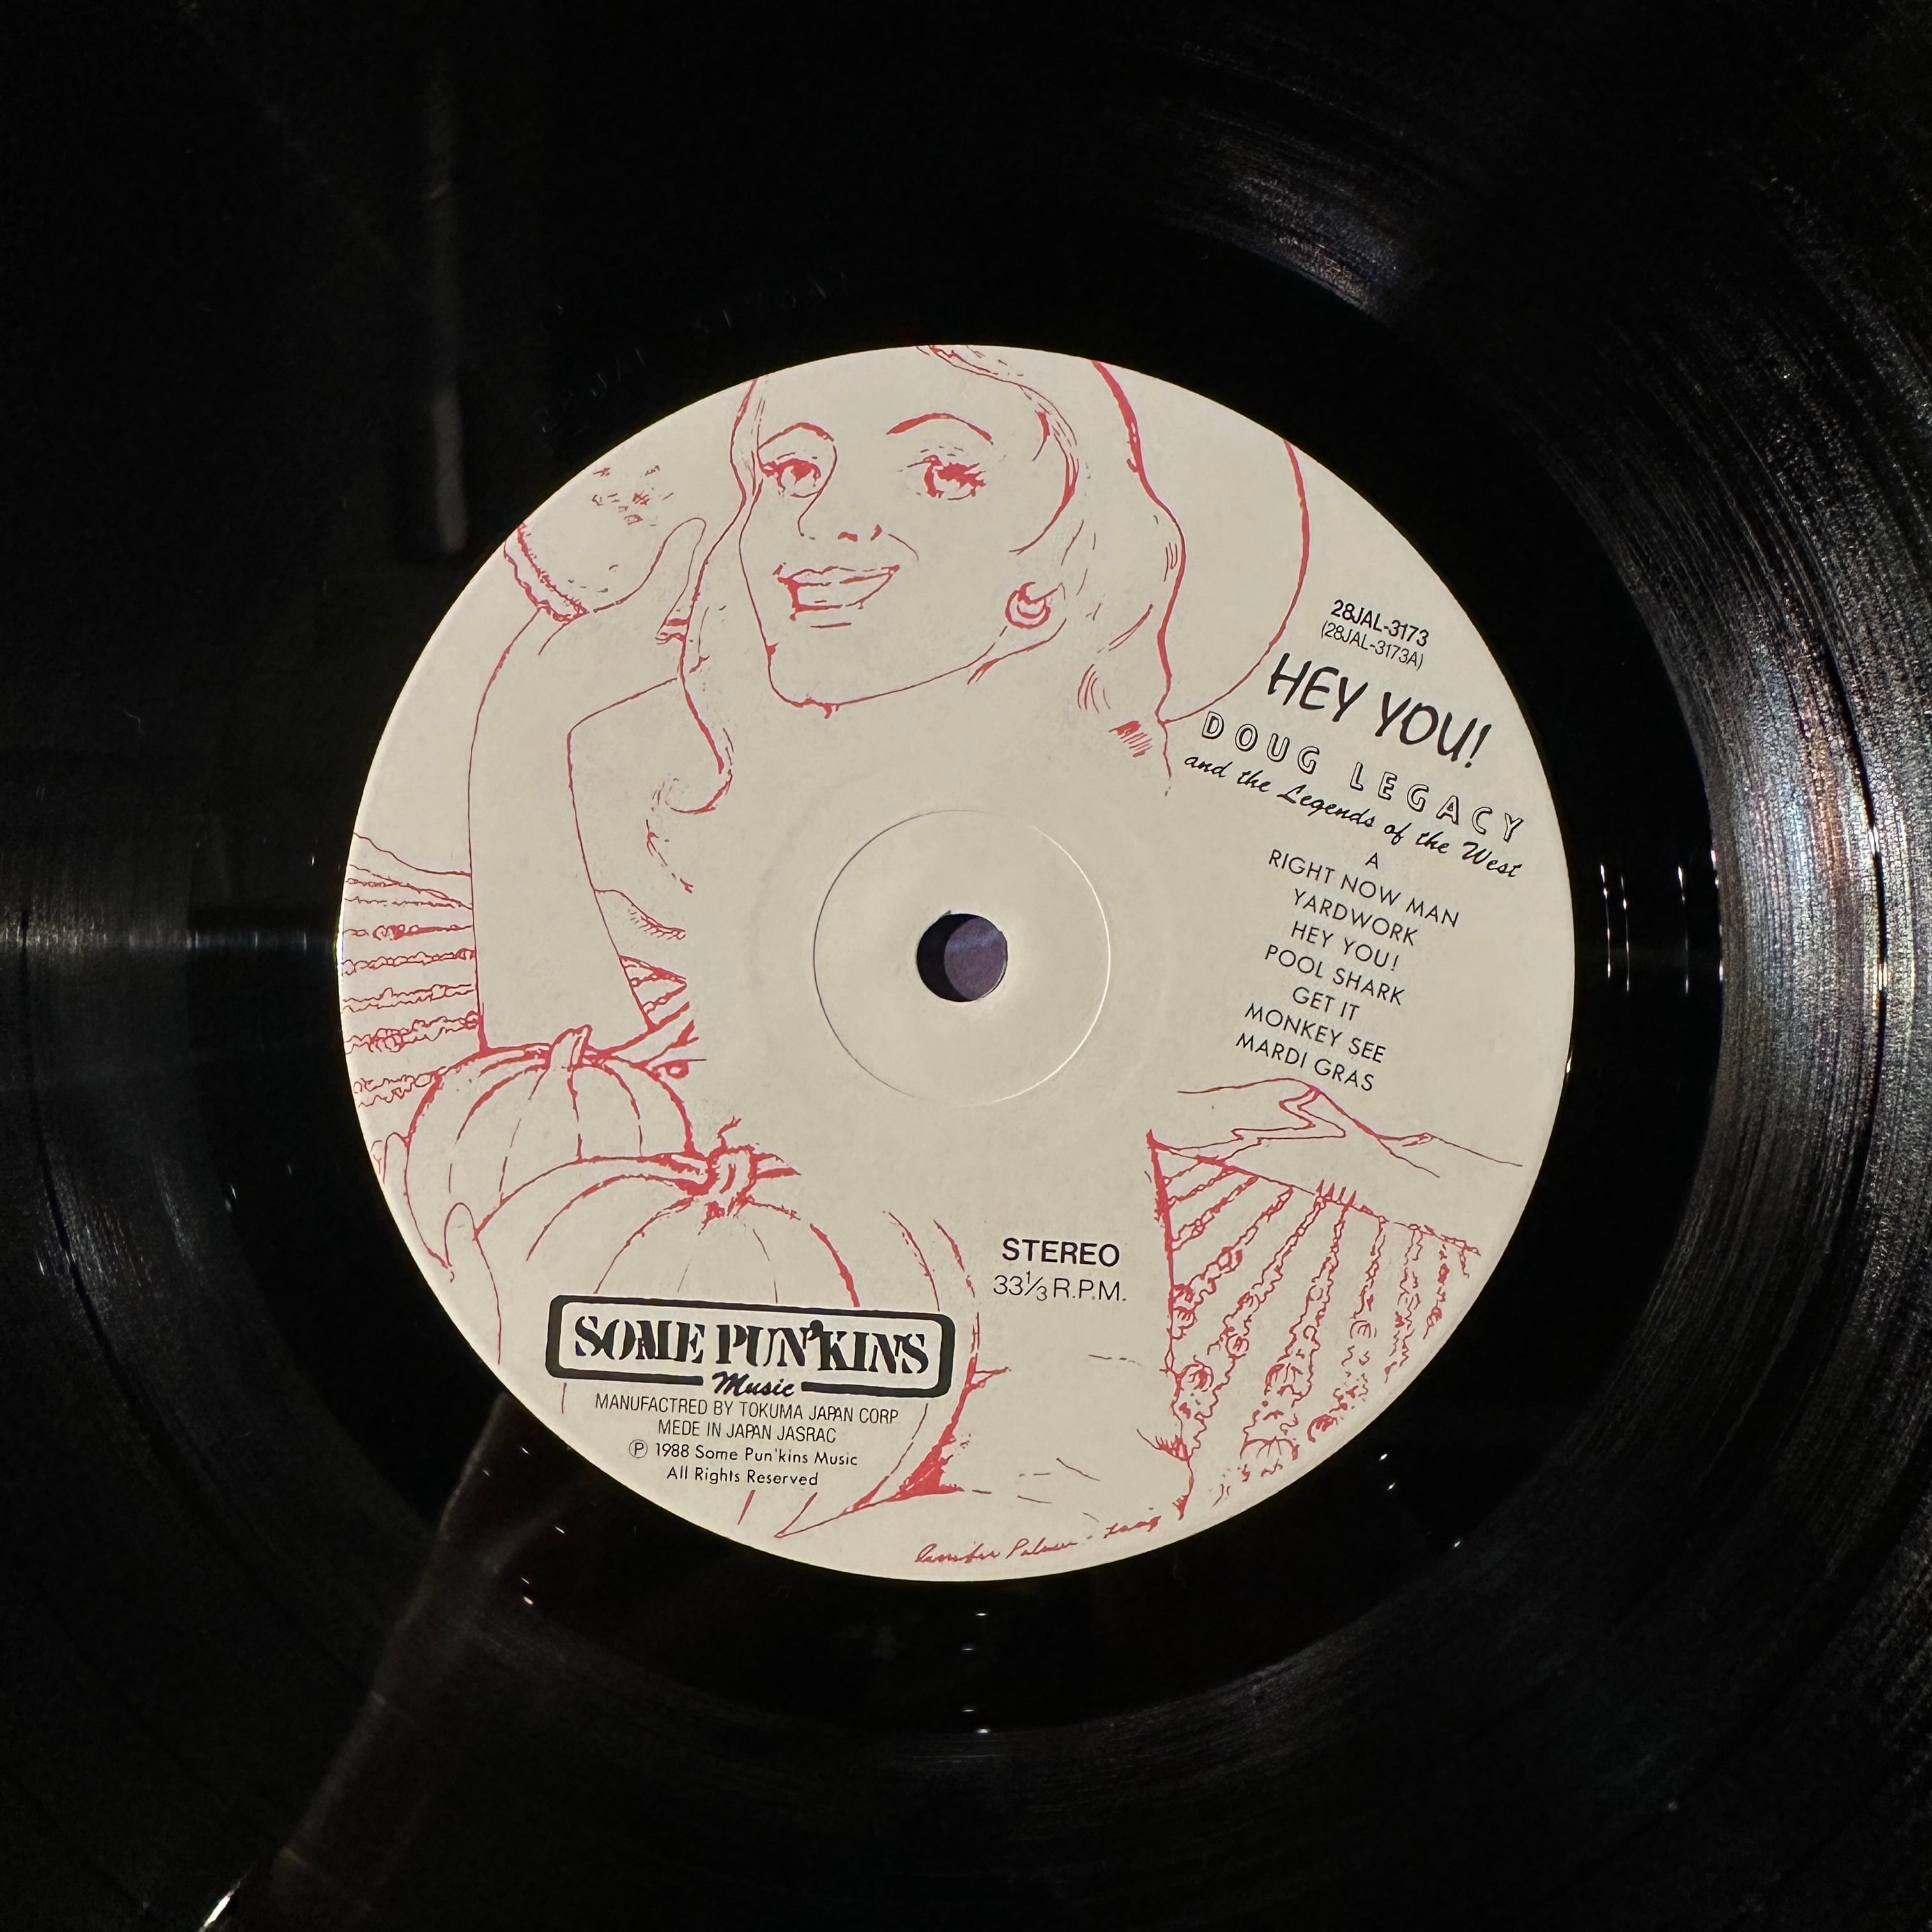 28JAL-3173
(28JAL-3173A)
HEY YOU!
DOUG LEGACY
and the Legends of the West
A
RIGHT NOW MAN
YARDWORK
HEY YOU!
POOL SHARK
GET IT
MONKEY SEE
MARDI GRAS
STEREO
33⅓ R.P.M.
SOME PUN'KINS
Music
MANUFACTRED BY TOKUMA JAPAN CORP.
MEDE IN JAPAN JASRAC
℗ 1988 Some Pun'kins Music
All Rights Reserved